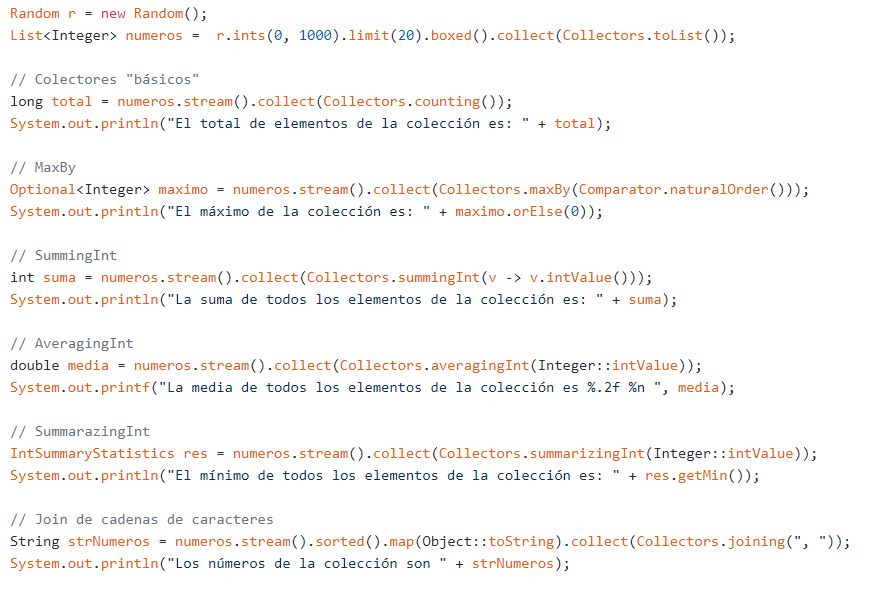 Random r = new Random();
List<Integer> numeros =  r.ints(0, 1000).limit(20).boxed().collect(Collectors.toList());
// Colectores "básicos"
long total = numeros.stream().collect(Collectors.counting());
System.out.println("El total de elementos de la colección es: " + total);
// MaxBy
Optional<Integer> maximo = numeros.stream().collect(Collectors.maxBy(Comparator.naturalOrder()));
System.out.println("El máximo de la colección es: " + maximo.orElse(0));
// SummingInt
int suma = numeros.stream().collect(Collectors.summingInt(v -> v.intValue()));
System.out.println("La suma de todos los elementos de la colección es: " + suma);
// AveragingInt
double media = numeros.stream().collect(Collectors.averagingInt(Integer::intValue));
System.out.printf("La media de todos los elementos de la colección es %.2f %n ", media);
// SummarazingInt
IntSummaryStatistics res = numeros.stream().collect(Collectors.summarizingInt(Integer::intValue));
System.out.println("El mínimo de todos los elementos de la colección es: " + res.getMin());
// Join de cadenas de caracteres
String strNumeros = numeros.stream().sorted().map(Object::toString).collect(Collectors.joining(", "));
System.out.println("Los números de la colección son " + strNumeros);